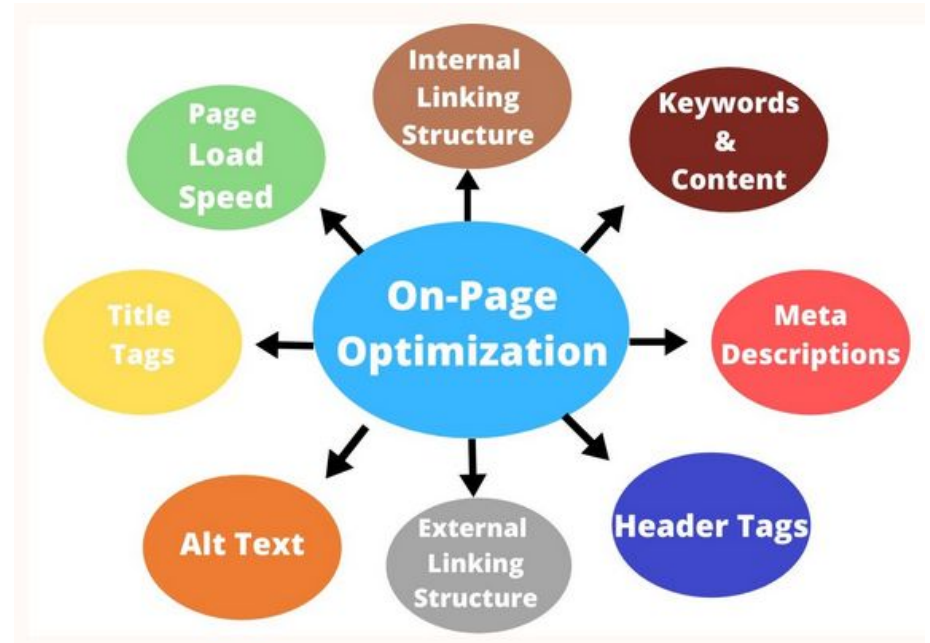 Internal
Linking
Structure
Keywords
&
Content
Page
Load
Speed
On-Page
Optimization
Title
Tags
Meta
Descriptions
Alt Text
External
Linking
Structure
Header Tags